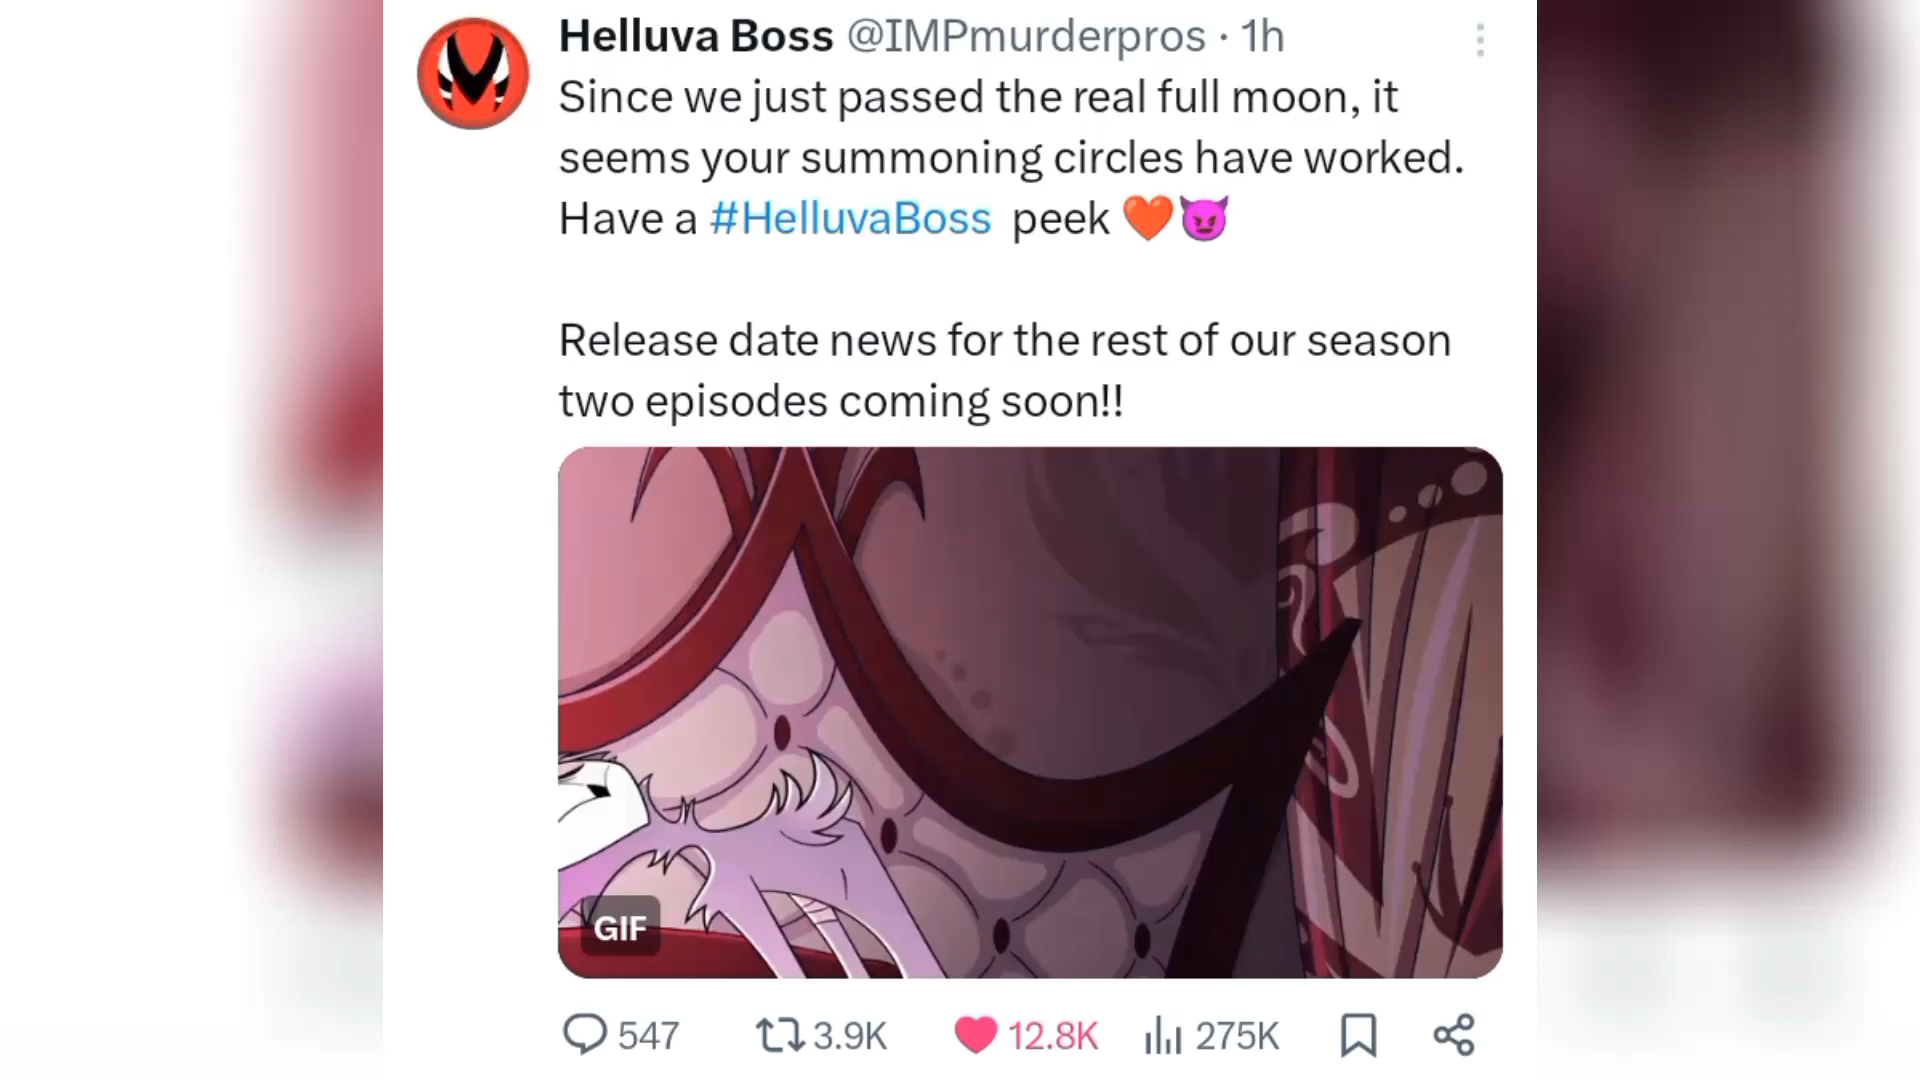 Helluva Boss @IMPmurderpros · 1h
Since we just passed the real full moon, it
seems your summoning circles have worked.
Have a #HelluvaBoss peek ❤️😈
Release date news for the rest of our season
two episodes coming soon!!
GIF
547 3.9K 12.8K 275K